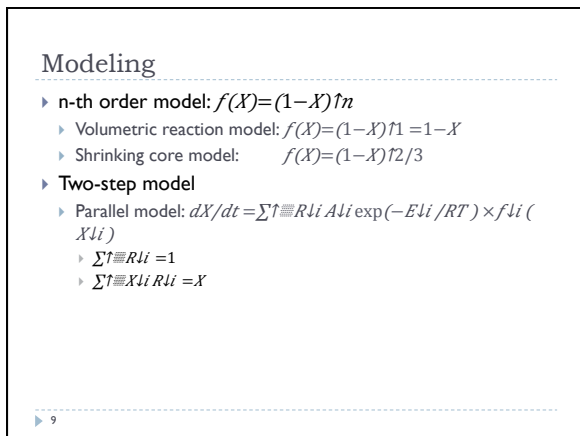 Modeling
n-th order model: f(X)=(1−X)↑n
Volumetric reaction model: f(X)=(1−X)↑1 =1−X
Shrinking core model: f(X)=(1−X)↑2/3
Two-step model
Parallel model: dX/dt =∑↑▒R↓i A↓i exp(−E↓i /RT ) × f↓i (
X↓i )
∑↑▒R↓i =1
∑↑▒X↓i R↓i =X
9